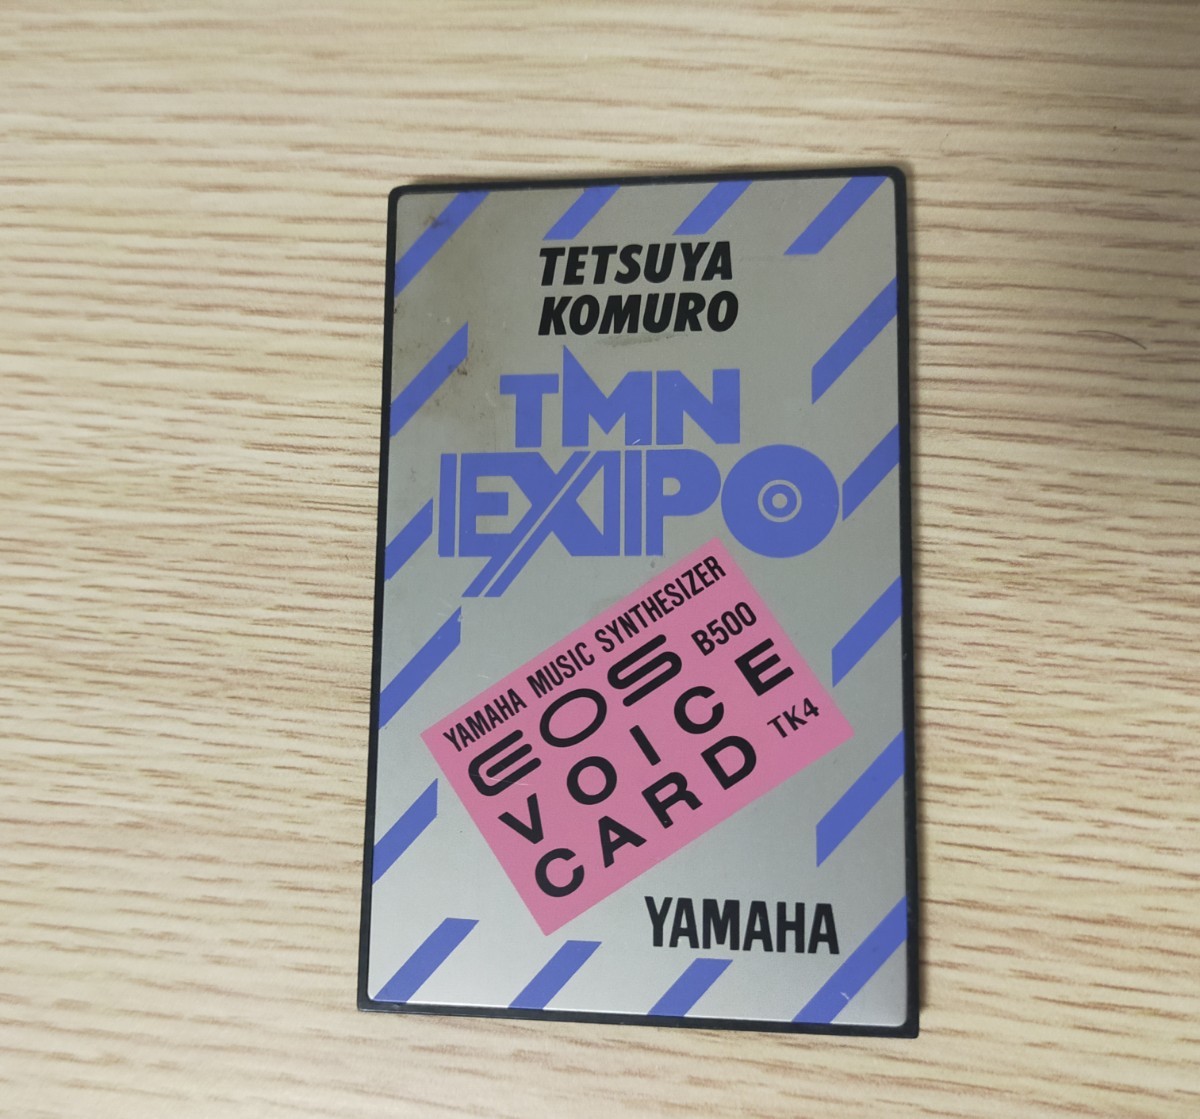 TETSUYA
KOMURO
TMN
EXPO
YAMAHA MUSIC SYNTHESIZER
EOS B500
VOICE
CARD TK4
YAMAHA